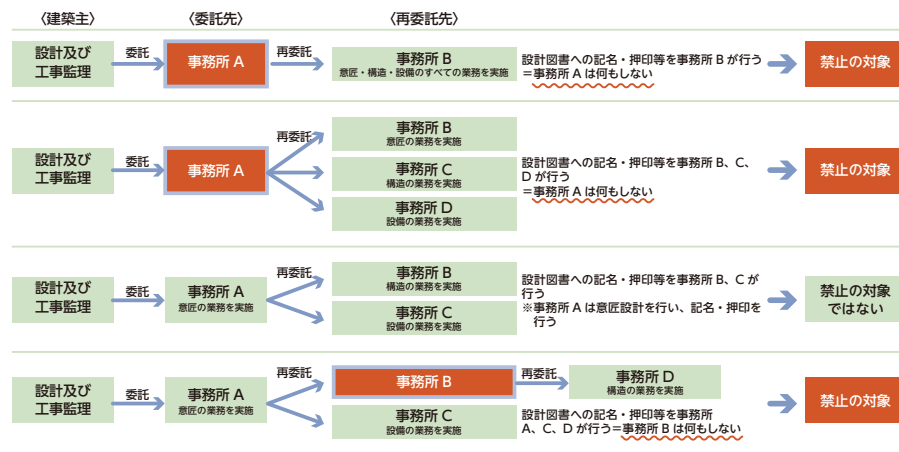 〈建築主〉
〈委託先〉
〈再委託先〉
設計及び
工事監理
委託
事務所 A
再委託
事務所 B
意匠・構造・設備のすべての業務を実施
設計図書への記名・押印等を事務所 B が行う
＝事務所 A は何もしない
禁止の対象
設計及び
工事監理
委託
事務所 A
再委託
事務所 B
意匠の業務を実施
事務所 C
構造の業務を実施
事務所 D
設備の業務を実施
設計図書への記名・押印等を事務所 B、C、
D が行う
＝事務所 A は何もしない
禁止の対象
設計及び
工事監理
委託
事務所 A
意匠の業務を実施
再委託
事務所 B
構造の業務を実施
事務所 C
設備の業務を実施
設計図書への記名・押印等を事務所 B、C が
行う
※事務所 A は意匠設計を行い、記名・押印を
行う
禁止の対象
ではない
設計及び
工事監理
委託
事務所 A
意匠の業務を実施
再委託
事務所 B
再委託
事務所 D
構造の業務を実施
事務所 C
設備の業務を実施
設計図書への記名・押印等を事務所
A、C、D が行う＝事務所 B は何もしない
禁止の対象